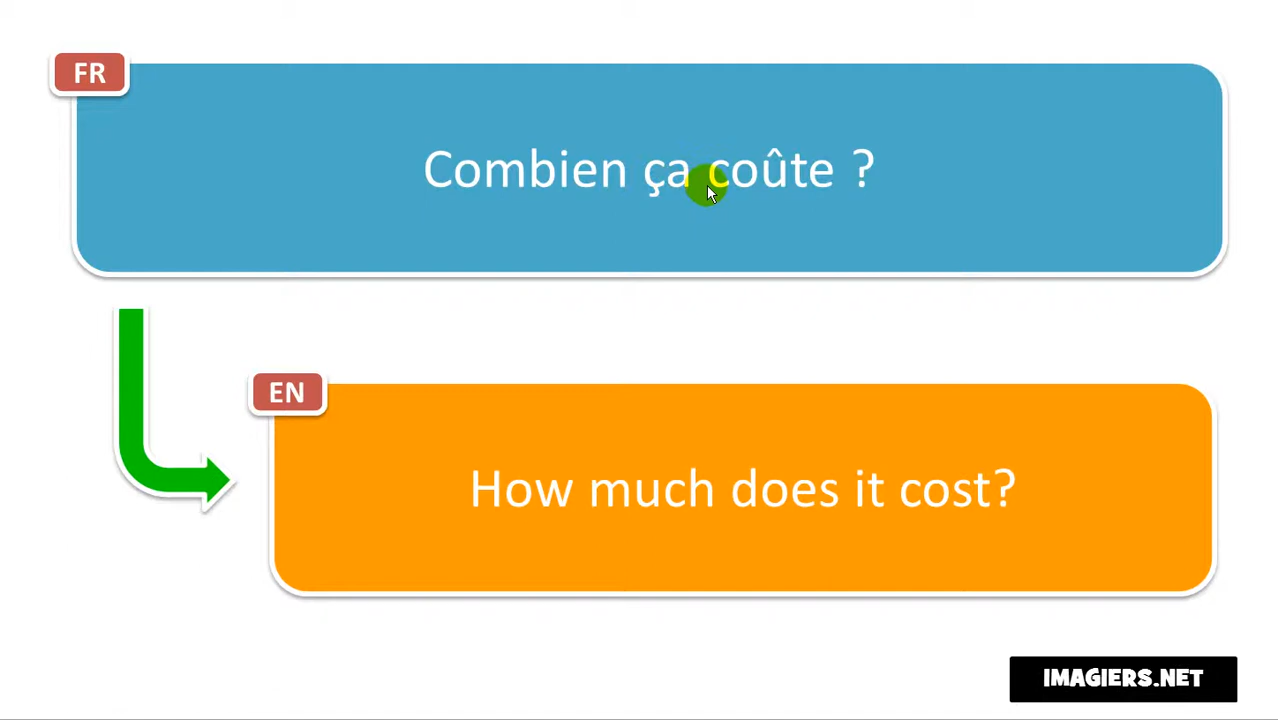 FR
Combien ça coûte ?
EN
How much does it cost?
IMAGIERS.NET